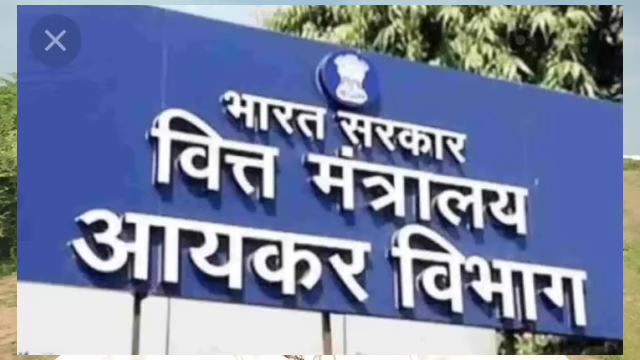 भारत सरकार
वित्त मंत्रालय
आयकर विभाग